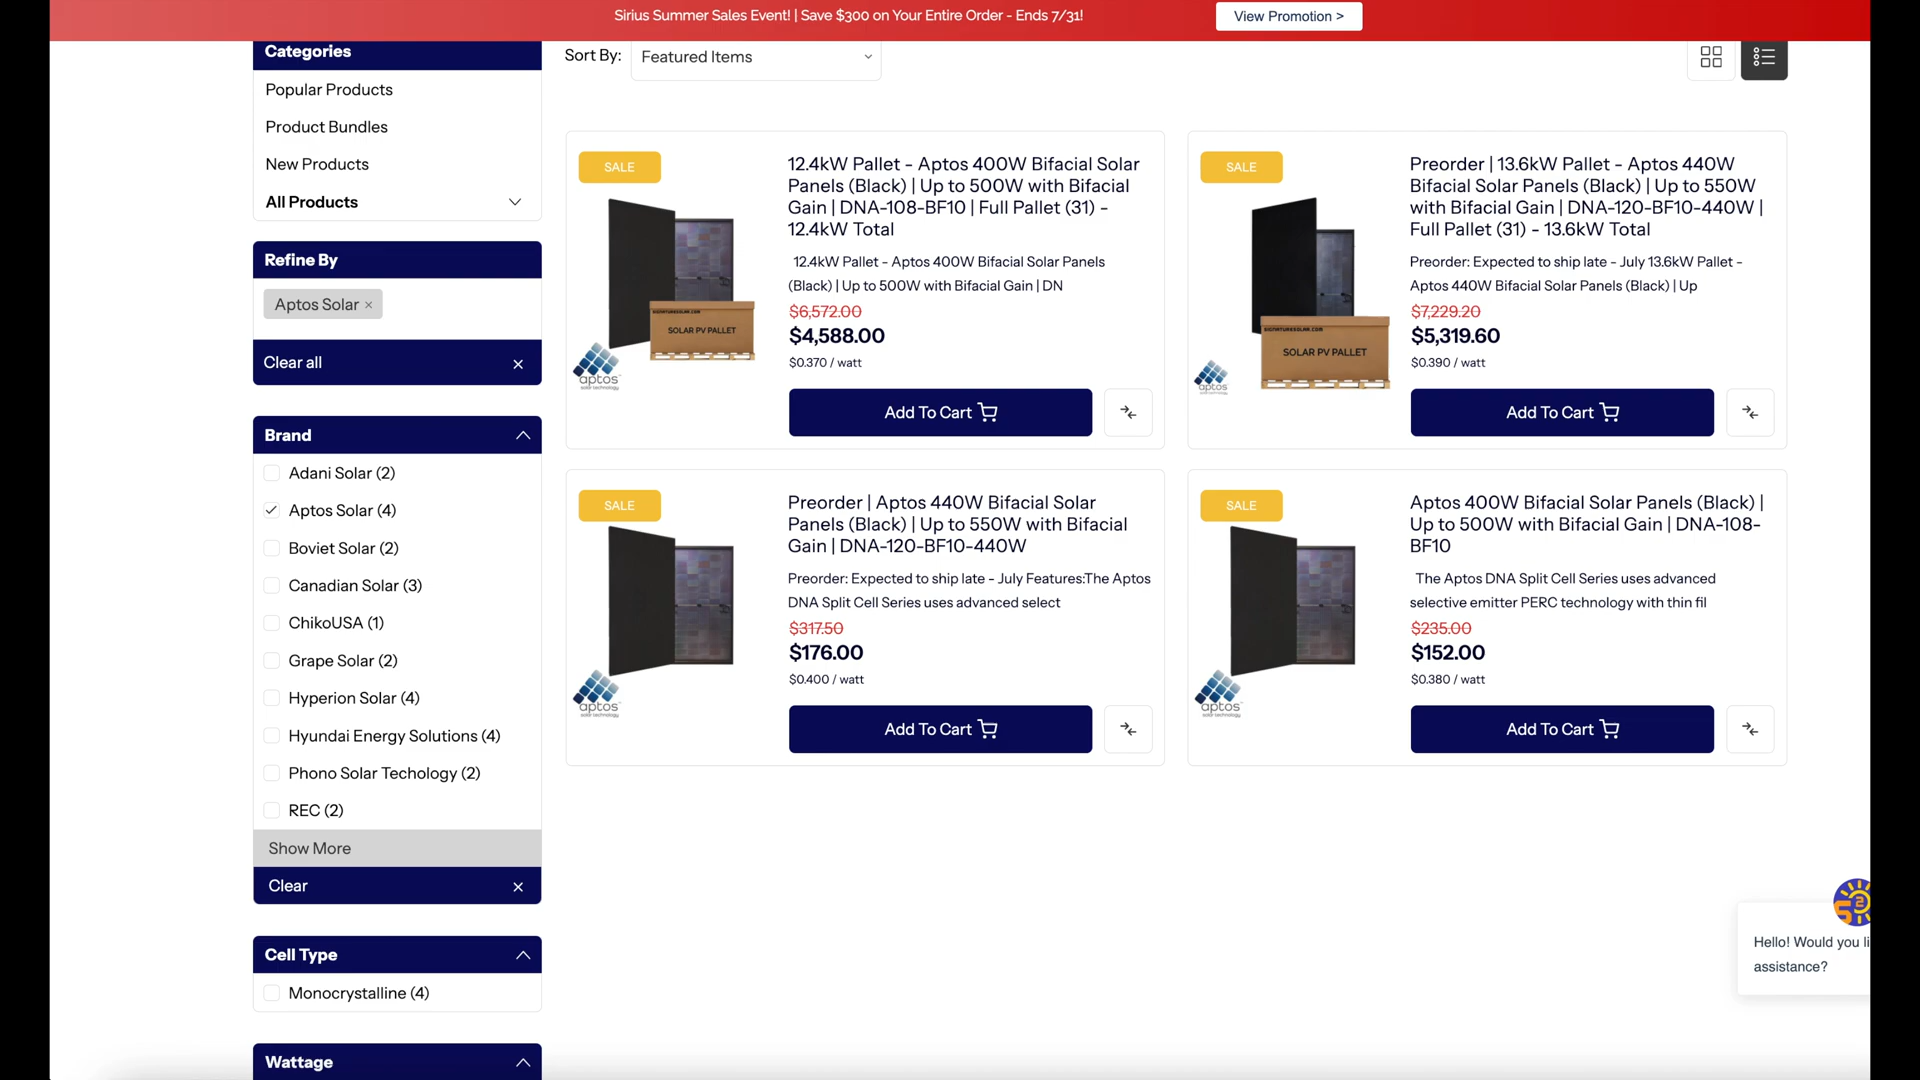 Sirius Summer Sales Event! | Save $300 on Your Entire Order - Ends 7/31!
View Promotion >
Categories
Popular Products
Product Bundles
New Products
All Products
Refine By
Aptos Solar ×
Clear all
Brand
Adani Solar (2)
Aptos Solar (4)
Boviet Solar (2)
Canadian Solar (3)
ChikoUSA (1)
Grape Solar (2)
Hyperion Solar (4)
Hyundai Energy Solutions (4)
Phono Solar Techology (2)
REC (2)
Show More
Clear
Cell Type
Monocrystalline (4)
Wattage
Sort By:
Featured Items
SALE
SIGNATURESOLAR.COM
SOLAR PV PALLET
aptos
solar technology
12.4kW Pallet - Aptos 400W Bifacial Solar
Panels (Black) | Up to 500W with Bifacial
Gain | DNA-108-BF10 | Full Pallet (31) -
12.4kW Total
12.4kW Pallet - Aptos 400W Bifacial Solar Panels
(Black) | Up to 500W with Bifacial Gain | DN
$6,572.00
$4,588.00
$0.370 / watt
Add To Cart
SALE
SIGNATURESOLAR.COM
SOLAR PV PALLET
aptos
solar technology
Preorder | 13.6kW Pallet - Aptos 440W
Bifacial Solar Panels (Black) | Up to 550W
with Bifacial Gain | DNA-120-BF10-440W |
Full Pallet (31) - 13.6kW Total
Preorder: Expected to ship late - July 13.6kW Pallet -
Aptos 440W Bifacial Solar Panels (Black) | Up
$7,229.20
$5,319.60
$0.390 / watt
Add To Cart
SALE
aptos
solar technology
Preorder | Aptos 440W Bifacial Solar
Panels (Black) | Up to 550W with Bifacial
Gain | DNA-120-BF10-440W
Preorder: Expected to ship late - July Features:The Aptos
DNA Split Cell Series uses advanced select
$317.50
$176.00
$0.400 / watt
Add To Cart
SALE
aptos
solar technology
Aptos 400W Bifacial Solar Panels (Black) |
Up to 500W with Bifacial Gain | DNA-108-
BF10
The Aptos DNA Split Cell Series uses advanced
selective emitter PERC technology with thin fil
$235.00
$152.00
$0.380 / watt
Add To Cart
Hello! Would you li
assistance?